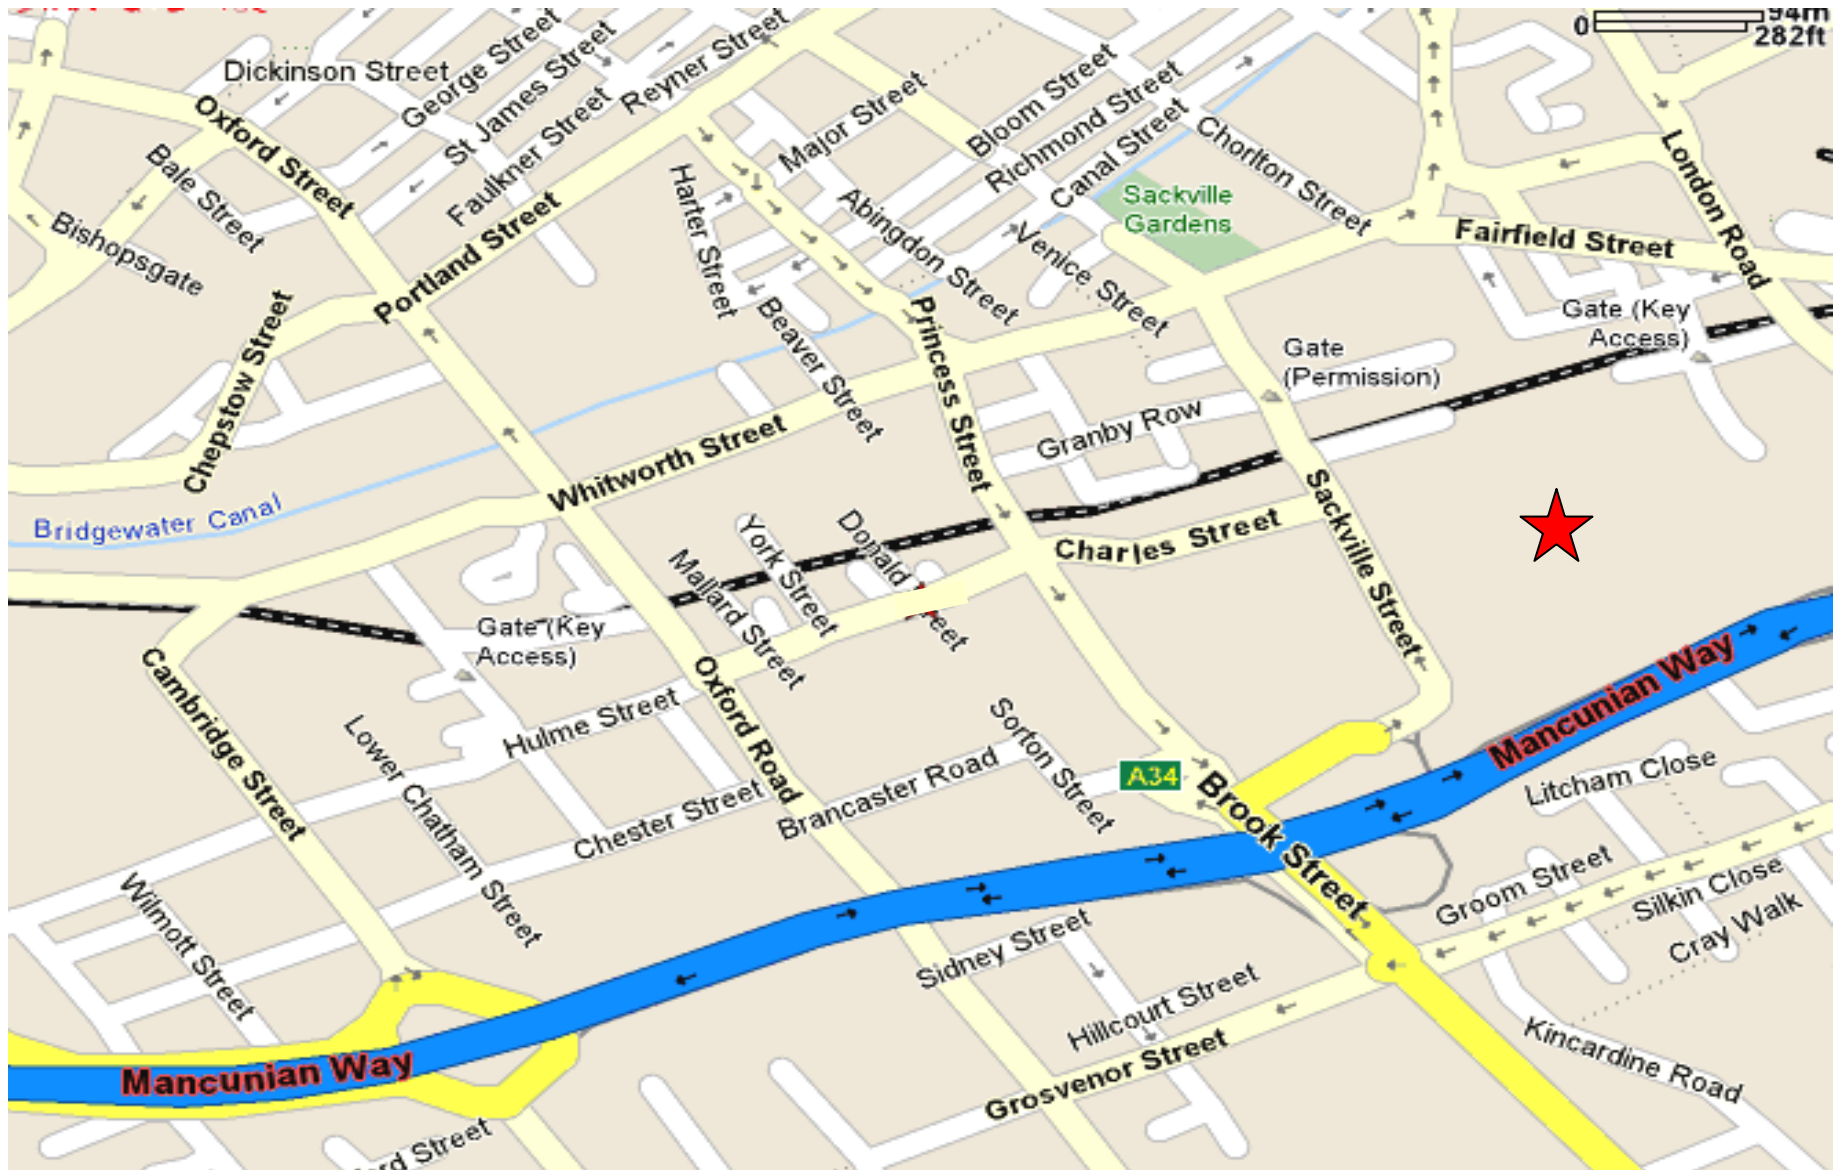 0
94m
282ft
Dickinson Street
George Street
St James Street
Faulkner Street
Reyner Street
Oxford Street
Bale Street
Bishopsgate
Portland Street
Chepstow Street
Harter Street
Major Street
Bloom Street
Richmond Street
Canal Street
Chorlton Street
Sackville
Gardens
London Road
Fairfield Street
Abingdon Street
Venice Street
Princess Street
Beaver Street
Gate (Key
Access)
Gate
(Permission)
Granby Row
Whitworth Street
Bridgewater Canal
Charles Street
Sackville Street
York Street
Donald Street
Mallard Street
Gate (Key
Access)
Cambridge Street
Hulme Street
Oxford Road
Lower Chatham Street
Sorton Street
Chester Street
Brancaster Road
A34
Brook Street
Mancunian Way
Litcham Close
Groom Street
Silkin Close
Cray Walk
Wilmott Street
Sidney Street
Hillcourt Street
Grosvenor Street
Kincardine Road
Mancunian Way
Street